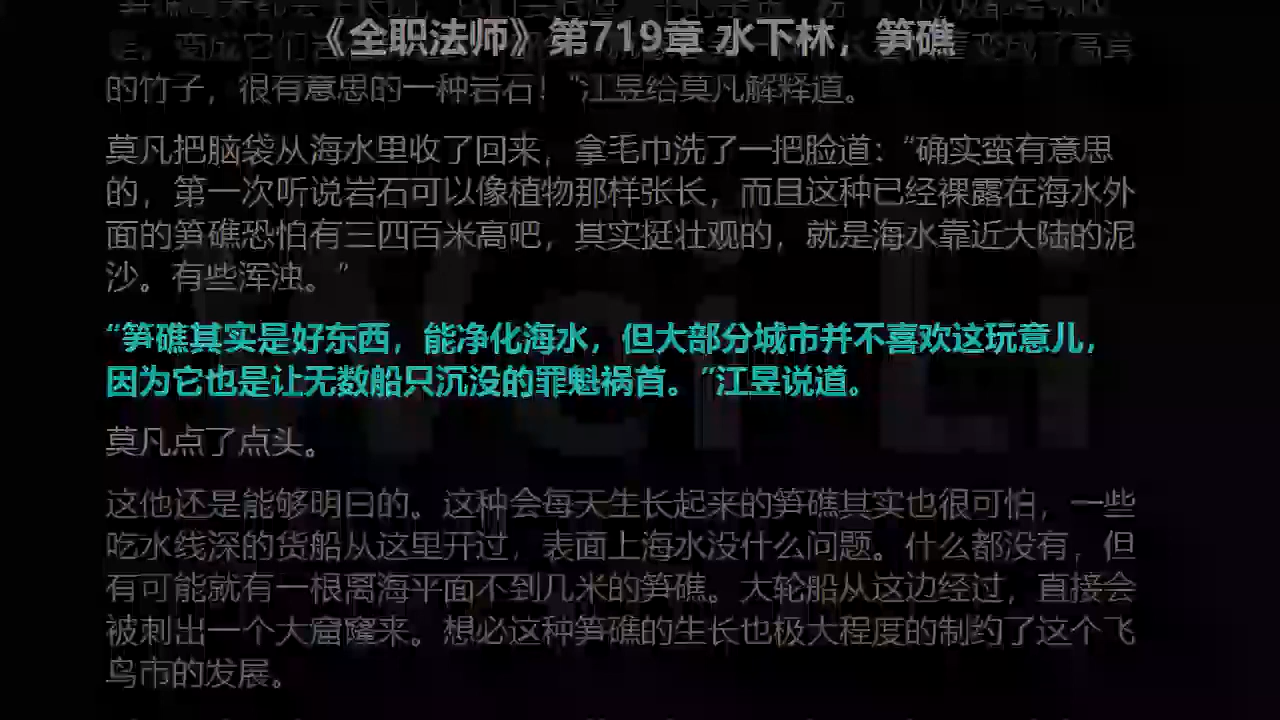 《全职法师》第719章 水下林，笋礁
的竹子，很有意思的一种岩石！”江昱给莫凡解释道。
莫凡把脑袋从海水里收了回来，拿毛巾洗了一把脸道：“确实蛮有意思
的，第一次听说岩石可以像植物那样张长，而且这种已经裸露在海水外
面的笋礁恐怕有三四百米高吧，其实挺壮观的，就是海水靠近大陆的泥
沙。有些浑浊。”
“笋礁其实是好东西，能净化海水，但大部分城市并不喜欢这玩意儿，
因为它也是让无数船只沉没的罪魁祸首。”江昱说道。
莫凡点了点头。
这他还是能够明曰的。这种会每天生长起来的笋礁其实也很可怕，一些
吃水线深的货船从这里开过，表面上海水没什么问题。什么都没有，但
有可能就有一根离海平面不到几米的笋礁。大轮船从这边经过，直接会
被刺出一个大窟窿来。想必这种笋礁的生长也极大程度的制约了这个飞
鸟市的发展。
Wei Li